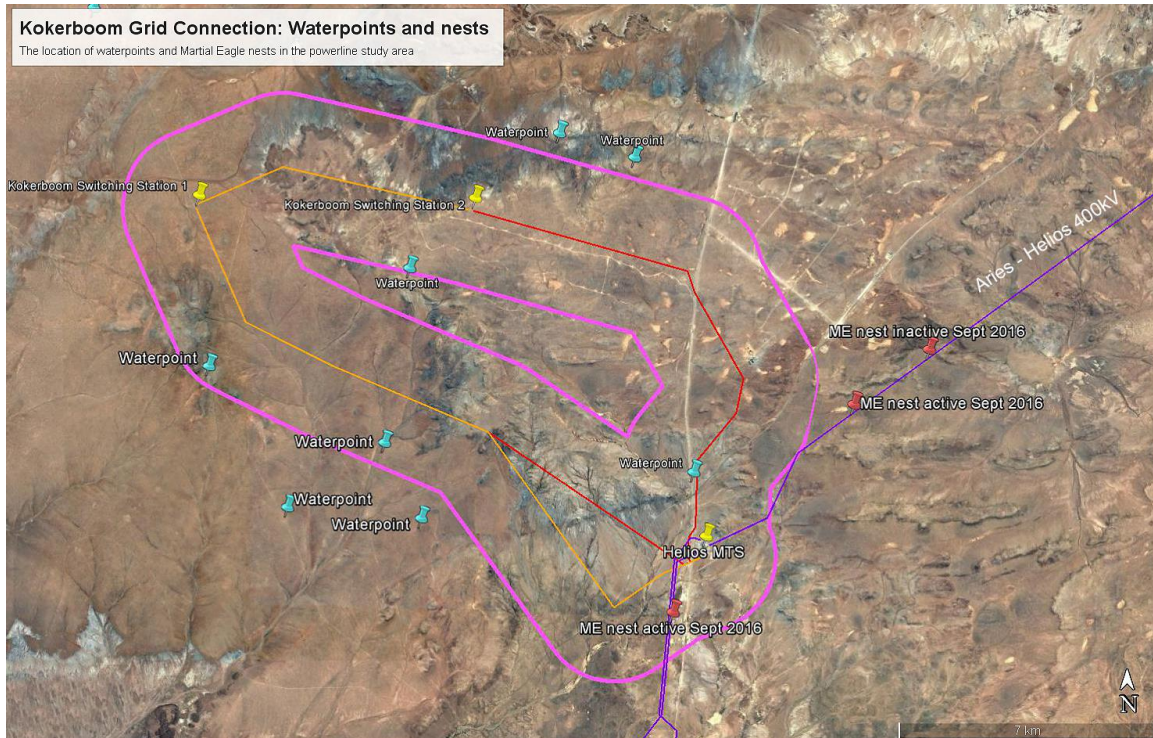 Kokerboom Grid Connection: Waterpoints and nests
The location of waterpoints and Martial Eagle nests in the powerline study area
Waterpoint
Waterpoint
Kokerboom Switching Station 1
Kokerboom Switching Station 2
Aries - Helios 400kV
Waterpoint
ME nest inactive Sept 2016
Waterpoint
ME nest active Sept 2016
Waterpoint
Waterpoint
Waterpoint
Waterpoint
Helios MTS
ME nest active Sept 2016
N
7 km